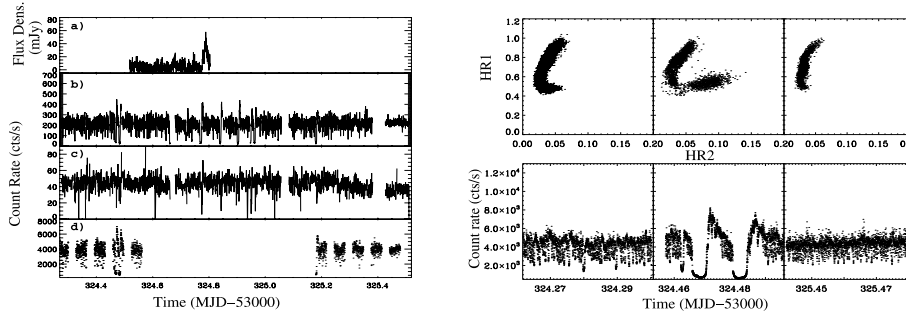 Flux Dens.
(mJy)
80
60
40
20
0
a)
Count Rate (cts/s)
700
600
500
400
300
200
100
0
b)
80
60
40
20
0
c)
8000
6000
4000
2000
d)
324.4 324.6 324.8 325.0 325.2 325.4
Time (MJD−53000)
HR1
1.2
1.0
0.8
0.6
0.4
0.2
0.0
0.00 0.05 0.10 0.15 0.20 0.05 0.10 0.15 0.20 0.05 0.10 0.15 0.20
HR2
Count rate (cts/s)
1.2×10⁴
1.0×10⁴
8.0×10³
6.0×10³
4.0×10³
2.0×10³
324.27 324.29 324.46 324.48 325.45 325.47
Time (MJD−53000)